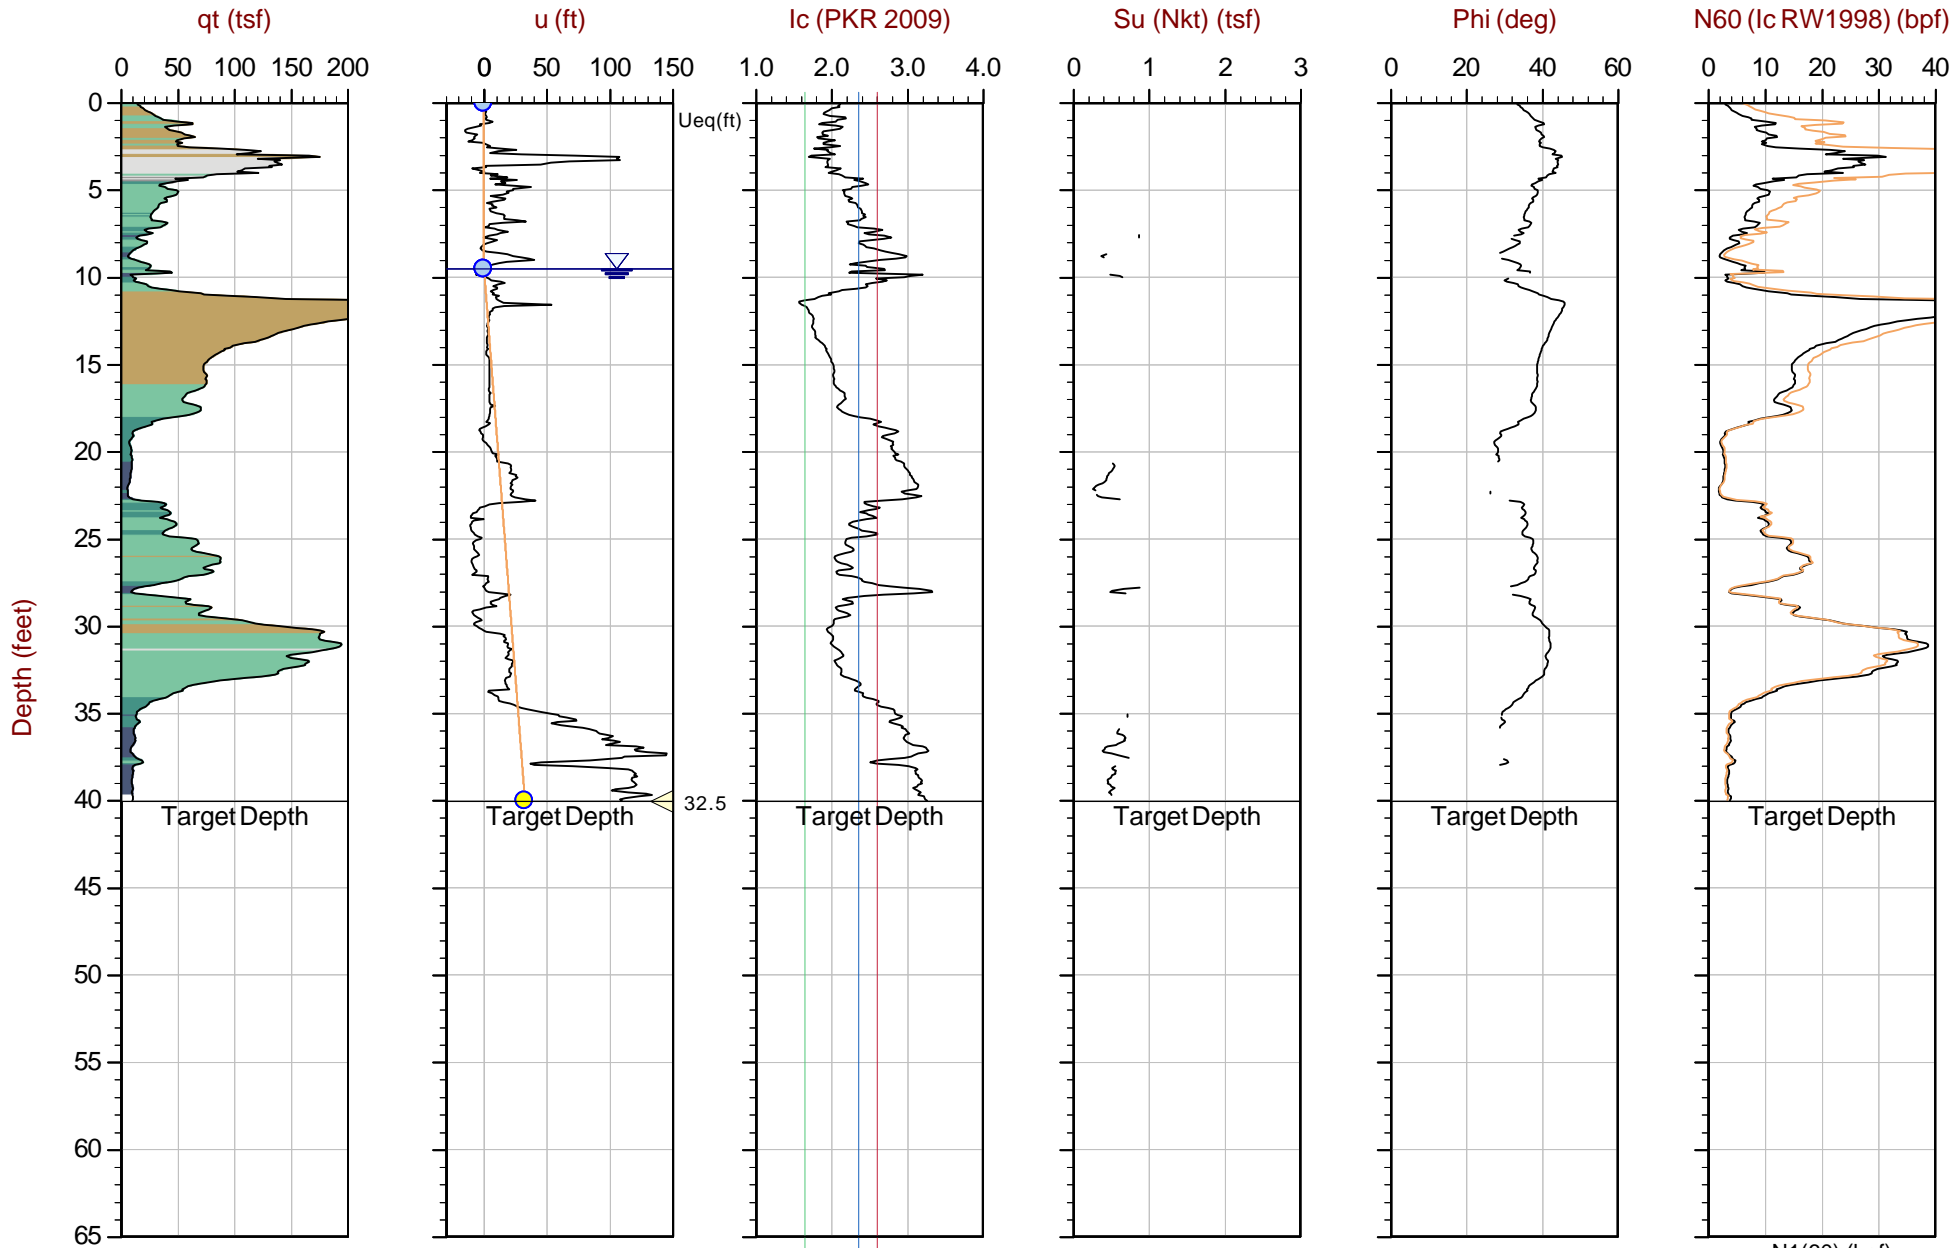 qt (tsf)
u (ft)
Ic (PKR 2009)
Su (Nkt) (tsf)
Phi (deg)
N60 (Ic RW1998) (bpf)
0 50 100 150 200
0 50 100 150
1.0 2.0 3.0 4.0
0 1 2 3
0 20 40 60
0 10 20 30 40
0
Ueq(ft)
5
10
15
20
25
30
35
40
32.5
Target Depth
Target Depth
Target Depth
Target Depth
Target Depth
Target Depth
45
50
55
60
65
Depth (feet)